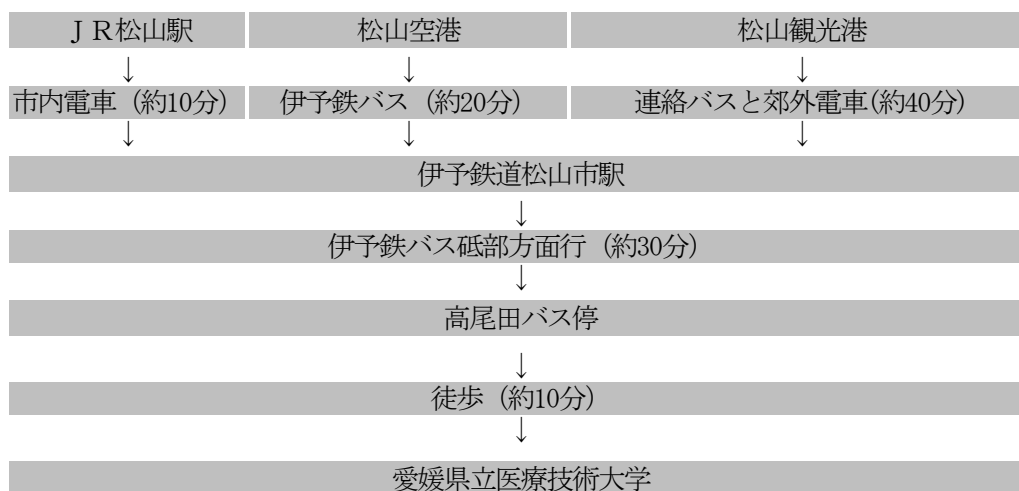 ＪＲ松山駅 松山空港 松山観光港
↓ ↓ ↓
市内電車（約10分） 伊予鉄バス（約20分） 連絡バスと郊外電車(約40分)
↓ ↓ ↓
伊予鉄道松山市駅
↓
伊予鉄バス砥部方面行（約30分）
↓
高尾田バス停
↓
徒歩（約10分）
↓
愛媛県立医療技術大学